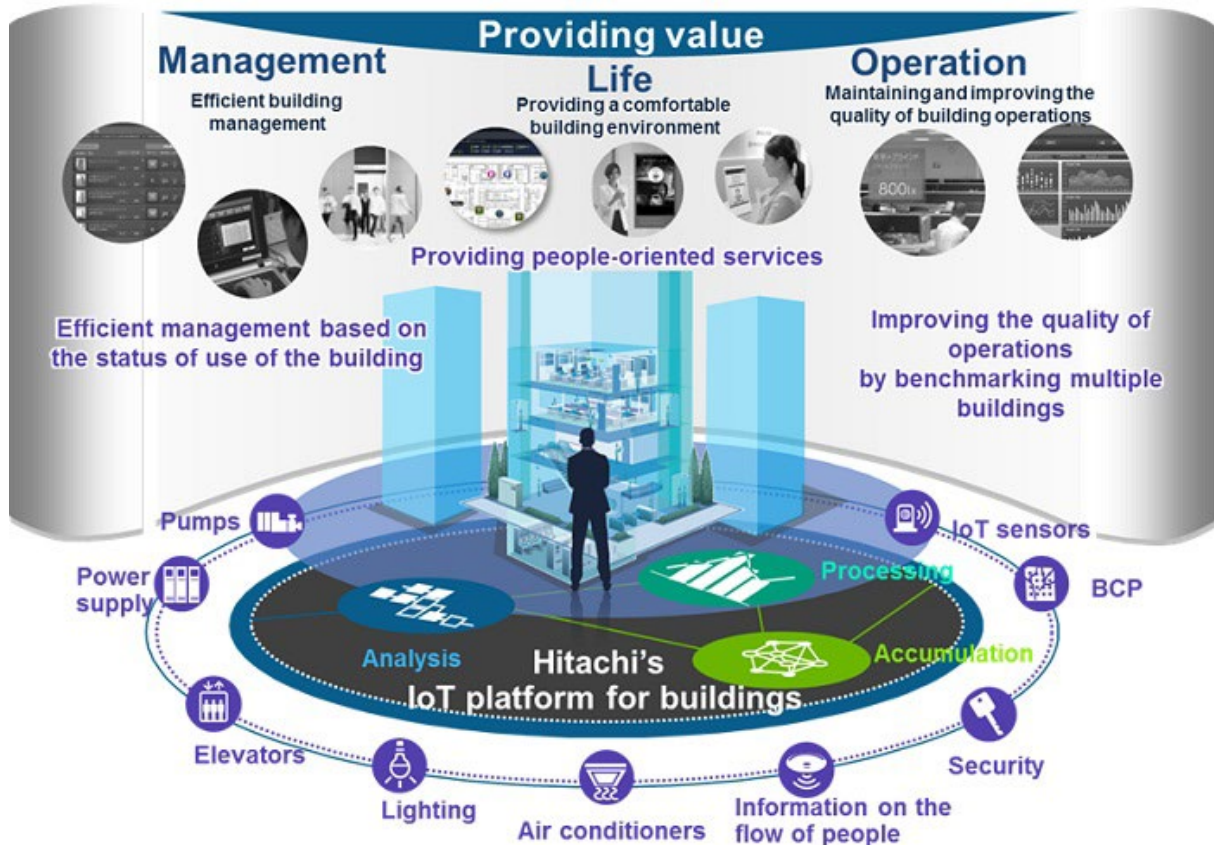 Providing value
Management
Efficient building
management
Life
Providing a comfortable
building environment
Operation
Maintaining and improving the
quality of building operations
800lx
Providing people-oriented services
Efficient management based on
the status of use of the building
Improving the quality of
operations
by benchmarking multiple
buildings
Pumps
IoT sensors
Power
supply
BCP
Processing
Analysis
Accumulation
Hitachi's
IoT platform for buildings
Elevators
Security
Lighting
Information on the
flow of people
Air conditioners